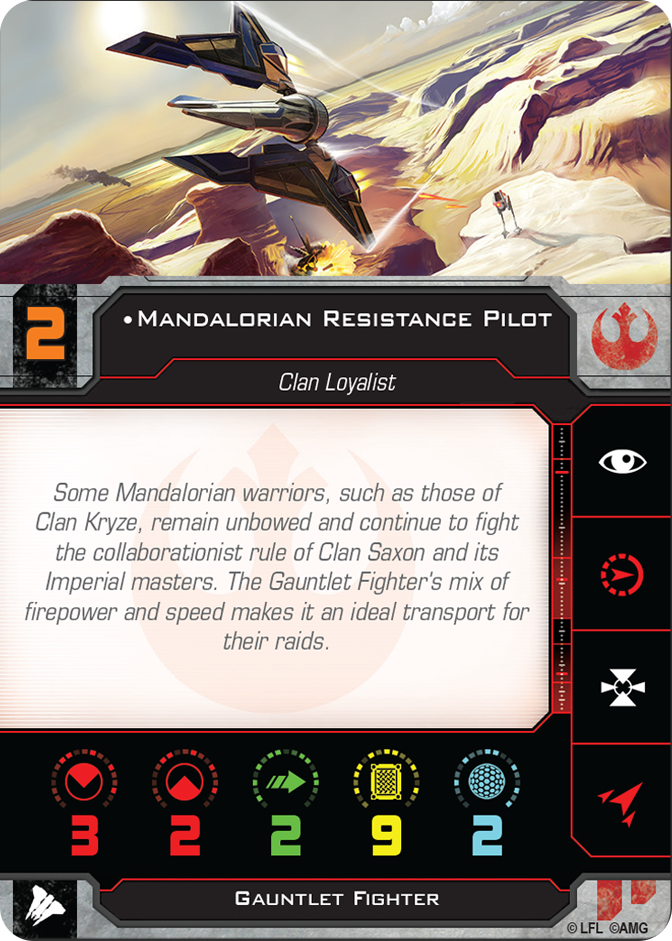 2
•Mandalorian Resistance Pilot
Clan Loyalist
Some Mandalorian warriors, such as those of
Clan Kryze, remain unbowed and continue to fight
the collaborationist rule of Clan Saxon and its
Imperial masters. The Gauntlet Fighter's mix of
firepower and speed makes it an ideal transport for
their raids.
3 2 2 9 2
Gauntlet Fighter
© LFL ©AMG